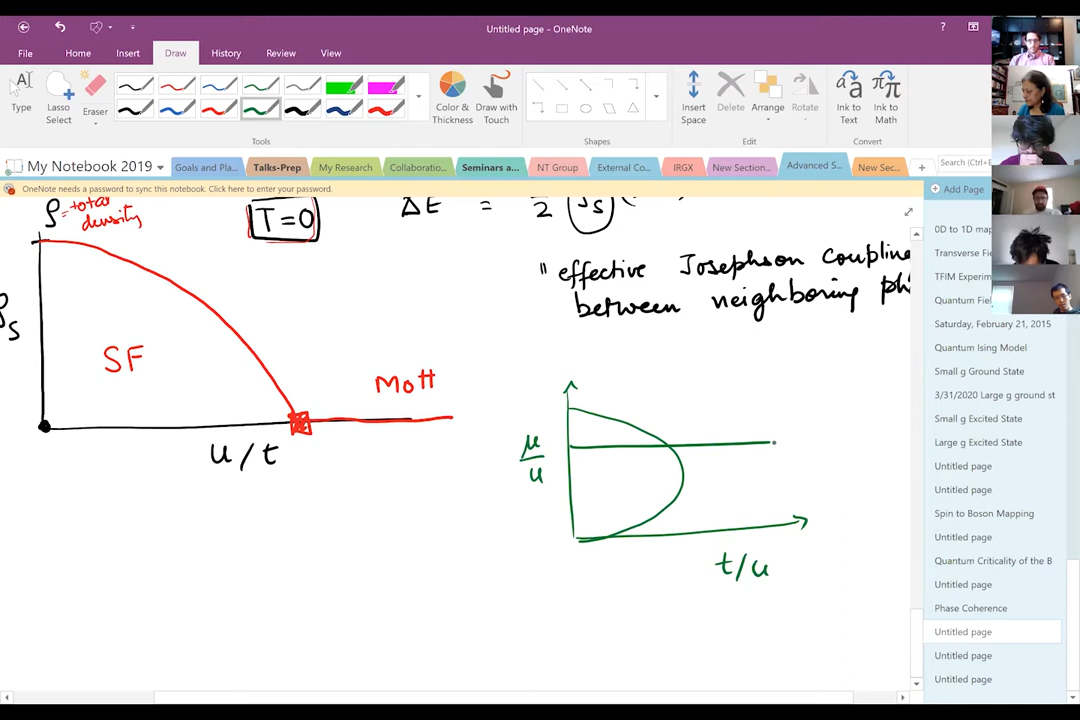 Untitled page - OneNote
?
File Home Insert Draw History Review View
Type
Lasso Select
Eraser
Color & Thickness
Draw with Touch
Insert Space
Delete
Arrange
Rotate
Ink to Text
Ink to Math
Tools
Shapes
Edit
Convert
My Notebook 2019
Goals and Pla...
Talks-Prep
My Research
Collaboratio...
Seminars a...
NT Group
External Co...
IRGX
New Section...
Advanced S...
New Sec...
+
Search (Ctrl+E
OneNote needs a password to sync this notebook. Click here to enter your password.
Add Page
0D to 1D map
Transverse Fi
TFIM Experim
Quantum Fiel
Saturday, February 21, 2015
Quantum Ising Model
Small g Ground State
3/31/2020 Large g ground st
Small g Excited State
Large g Excited State
Untitled page
Untitled page
Spin to Boson Mapping
Untitled page
Quantum Criticality of the B
Untitled page
Phase Coherence
Untitled page
Untitled page
Untitled page
ρ = total density
T=0
ΔE =
2
ρs
"effective Josephson coupling
between neighboring
ρs
SF
Mott
u/t
μ
u
t/u